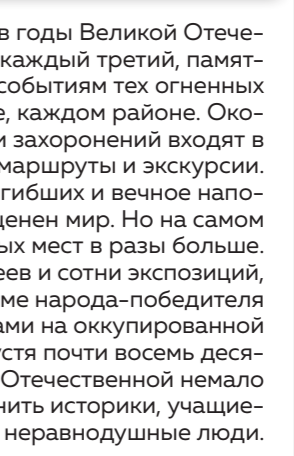 в годы Великой Отече-
каждый третий, памят-
событиям тех огненных
е, каждом районе. Око-
и захоронений входят в
маршруты и экскурсии.
гибших и вечное напо-
ценен мир. Но на самом
ых мест в разы больше.
еев и сотни экспозиций,
ме народа-победителя
ами на оккупированной
устя почти восемь деся-
Отечественной немало
нить историки, учащие-
неравнодушные люди.